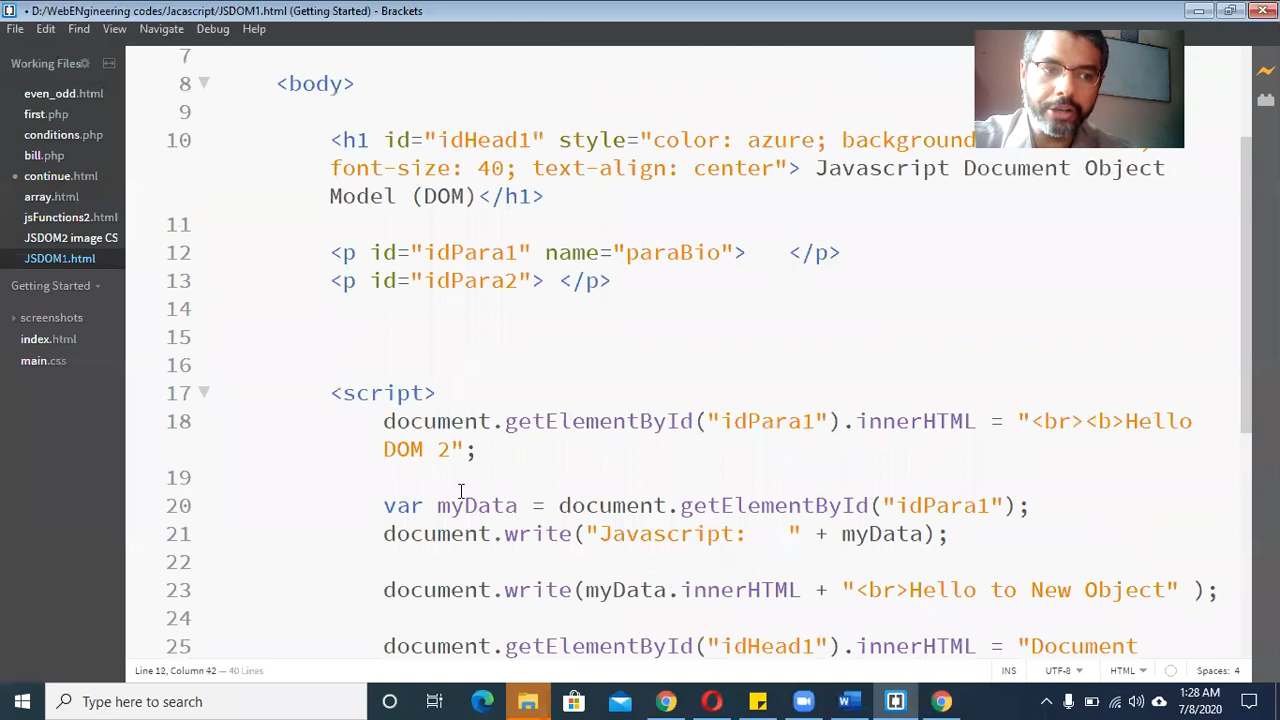 D:/WebENgineering codes/Jacascript/JSDOM1.html (Getting Started) - Brackets
File Edit Find View Navigate Debug Help
Working Files
even_odd.html
first.php
conditions.php
bill.php
continue.html
array.html
jsFunctions2.html
JSDOM2 image CS
JSDOM1.html
Getting Started
screenshots
index.html
main.css
7
8 <body>
9
10 <h1 id="idHead1" style="color: azure; background
font-size: 40; text-align: center"> Javascript Document Object
Model (DOM)</h1>
11
12 <p id="idPara1" name="paraBio"> </p>
13 <p id="idPara2"> </p>
14
15
16
17 <script>
18 document.getElementById("idPara1").innerHTML = "<br><b>Hello
DOM 2";
19
20 var myData = document.getElementById("idPara1");
21 document.write("Javascript: " + myData);
22
23 document.write(myData.innerHTML + "<br>Hello to New Object" );
24
25 document.getElementById("idHead1").innerHTML = "Document
Line 12, Column 42 — 40 Lines
INS UTF-8 HTML Spaces: 4
Type here to search
1:28 AM
7/8/2020